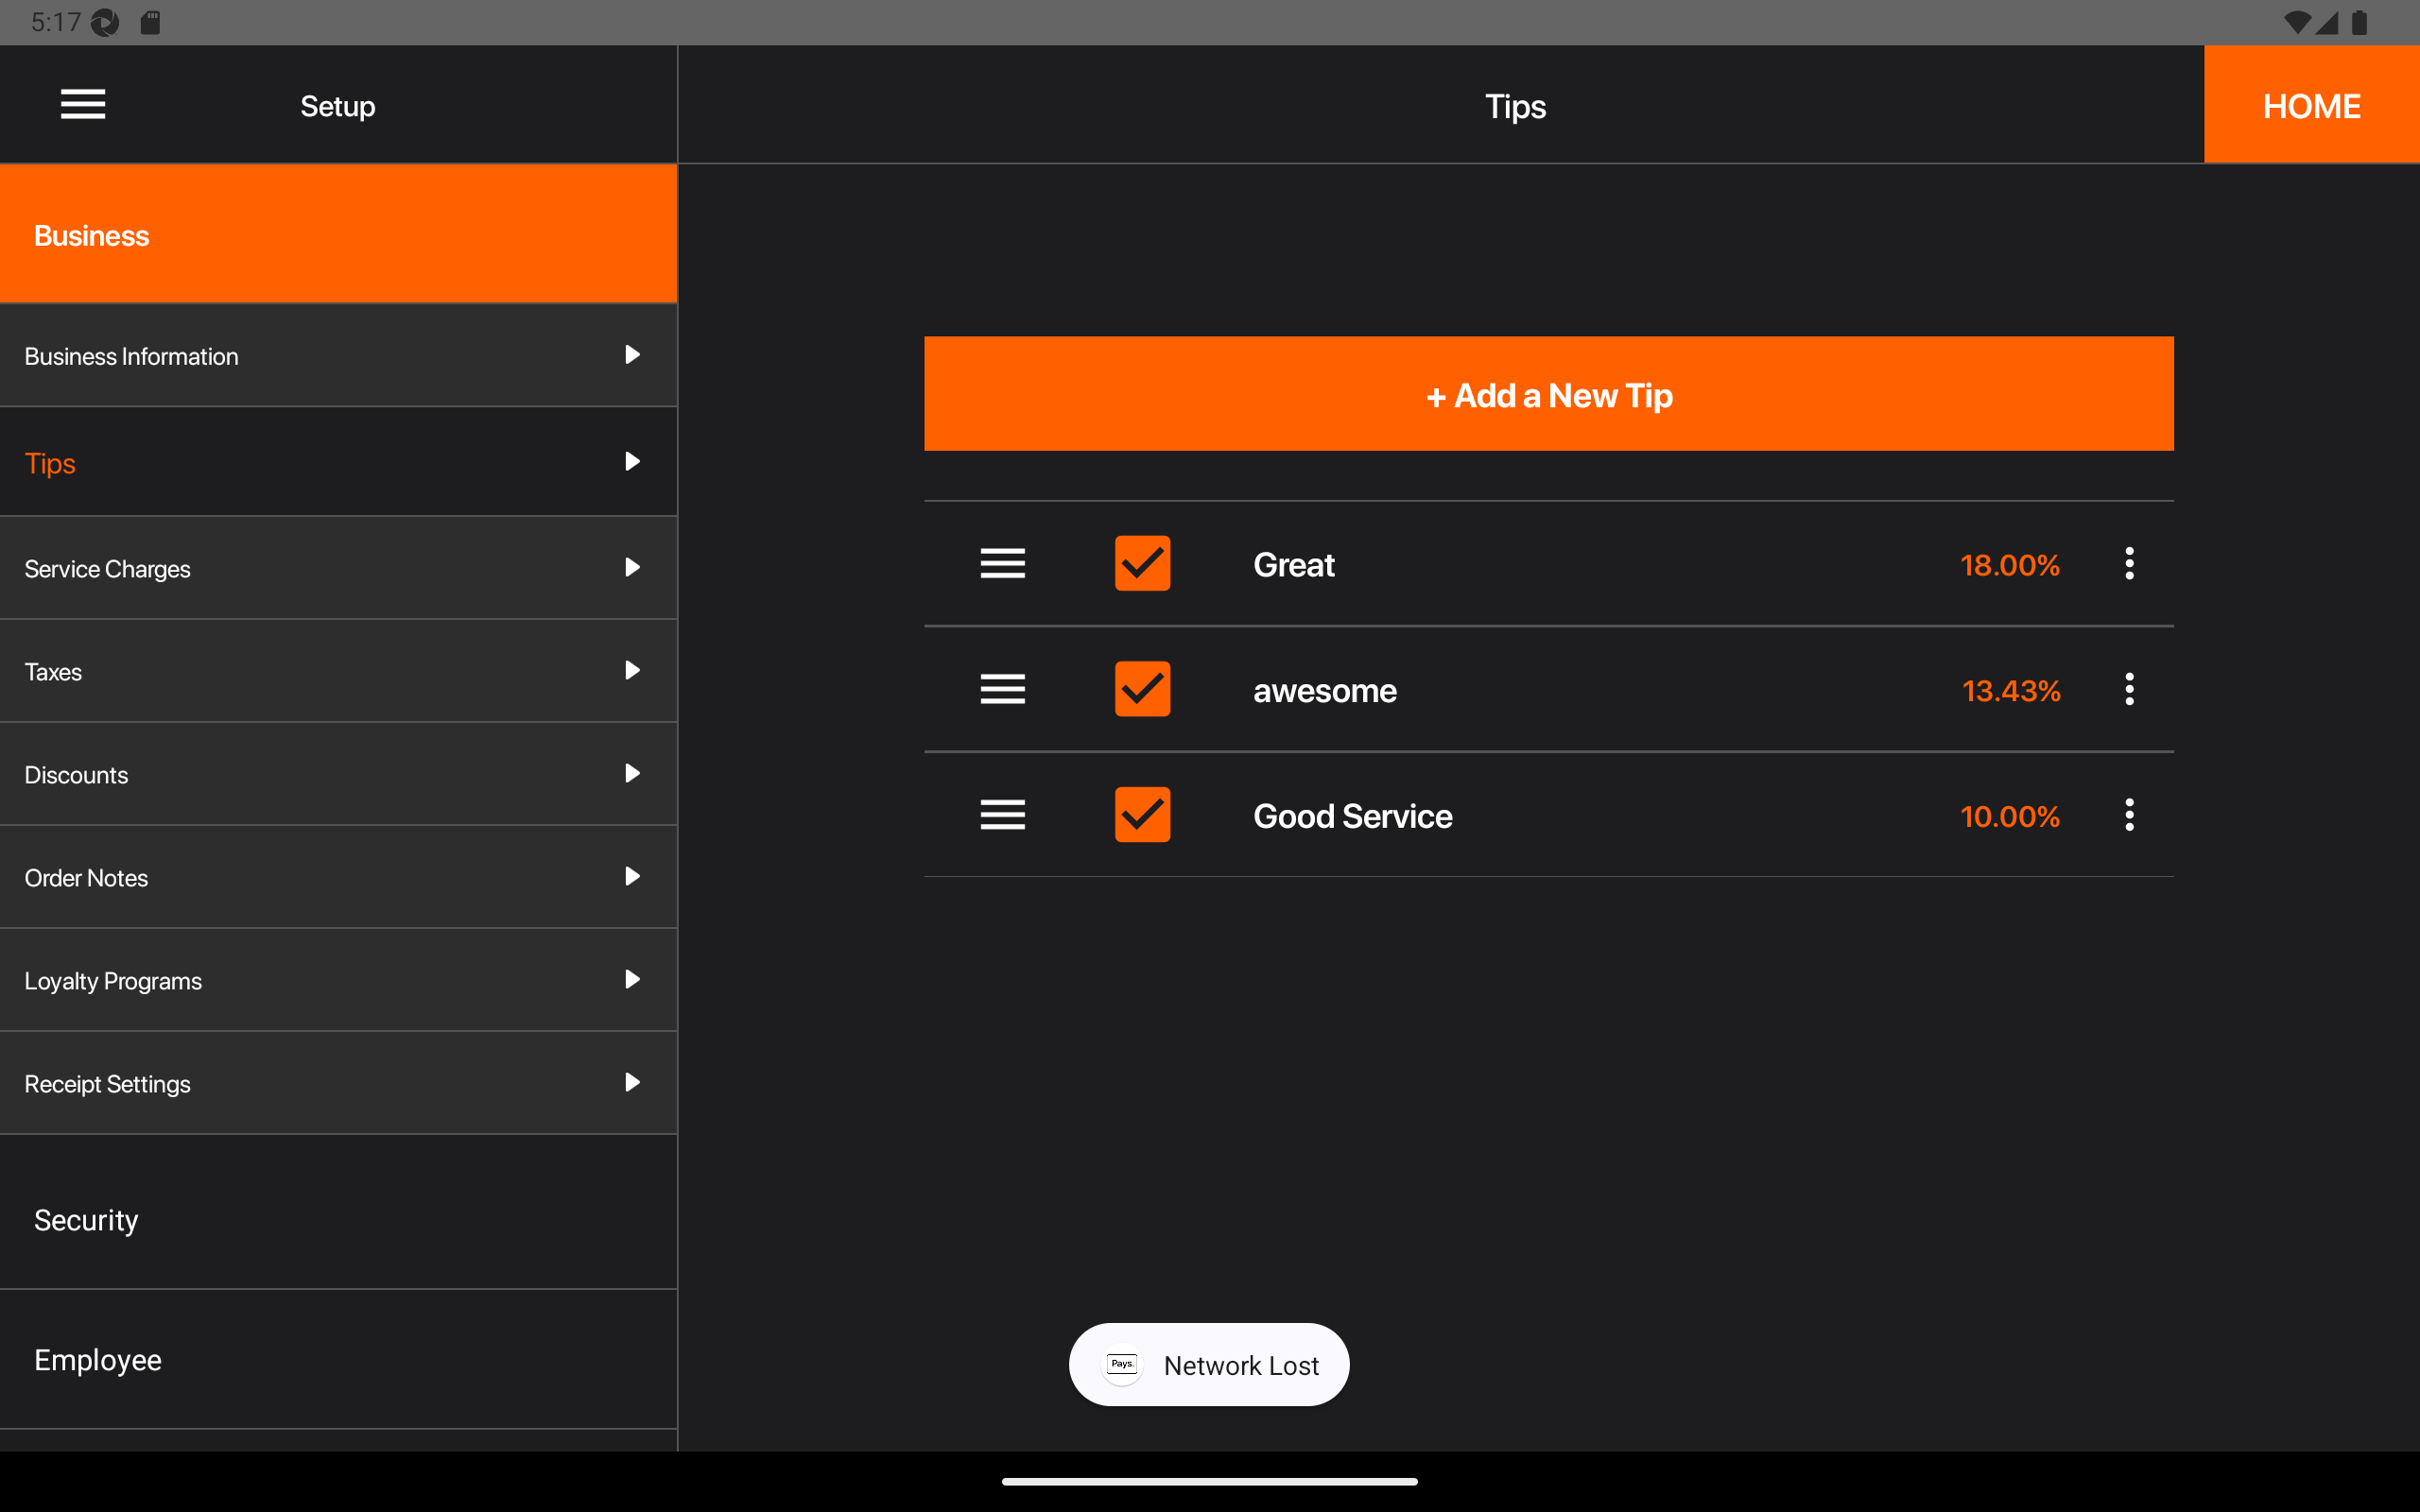 5:17
Setup
Tips
HOME
Business
Business Information
Tips
Service Charges
Taxes
Discounts
Order Notes
Loyalty Programs
Receipt Settings
Security
Employee
+ Add a New Tip
Great 18.00%
awesome 13.43%
Good Service 10.00%
Pays. Network Lost